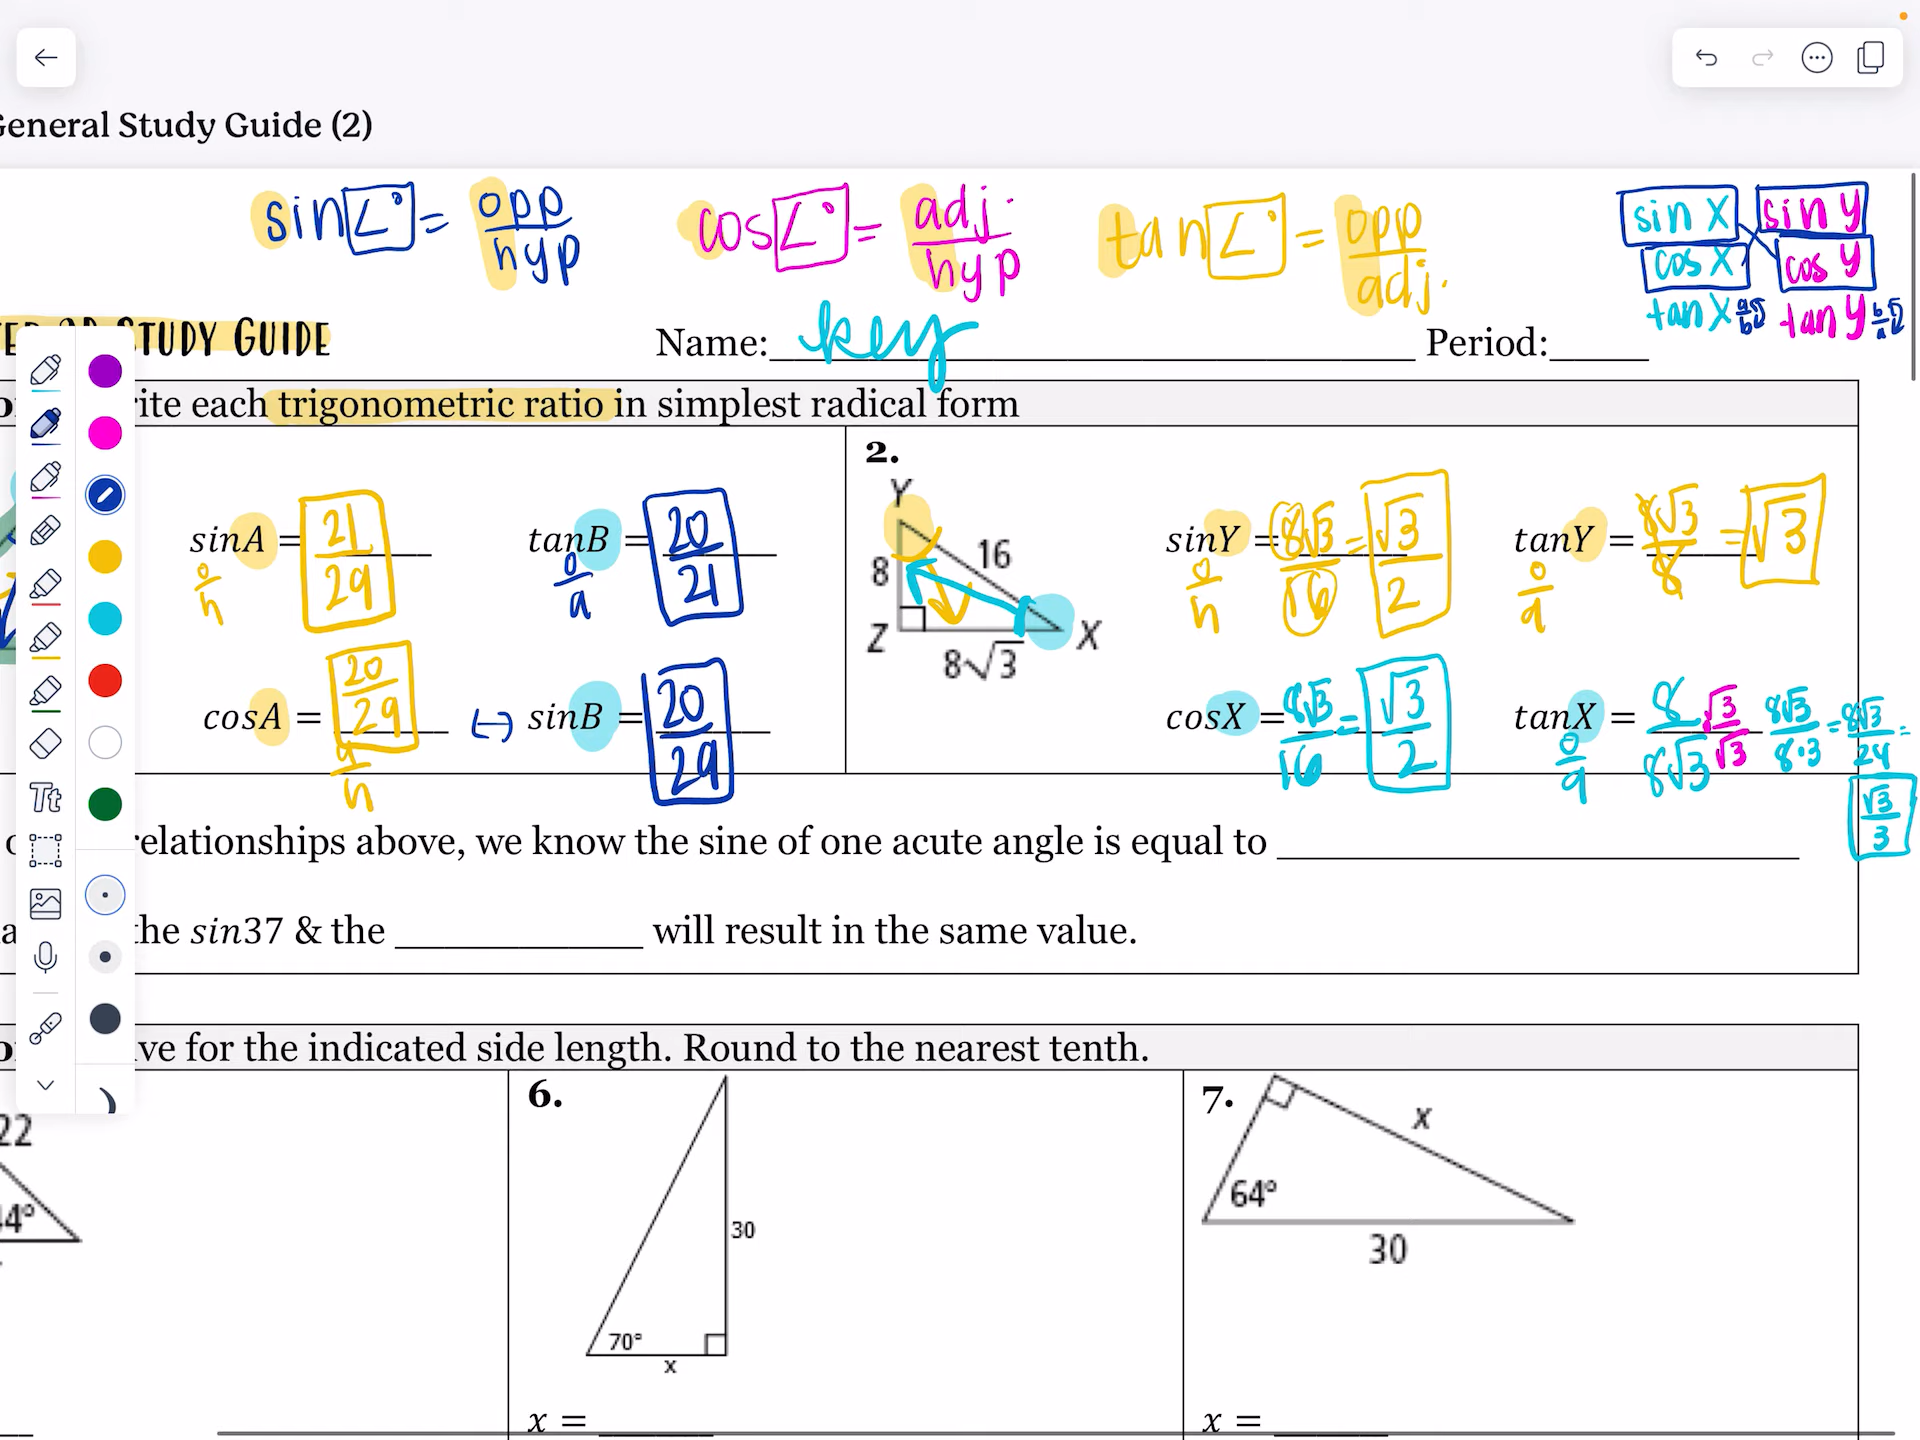 General Study Guide (2)
sin ∠° = opp/hyp
cos ∠° = adj./hyp
tan ∠° = opp/adj.
sin X sin y
cos X cos y
tan X a/b tan y b/a
STUDY GUIDE
Name: key Period:
rite each trigonometric ratio in simplest radical form
sinA = 21/29
o/h
tanB = 20/21
o/a
cosA = 20/29
a/h
↔ sinB = 20/29
2.
Y
8
16
Z
X
8√3
sinY = 8√3/16 = √3/2
o/h
tanY = 8√3/8 = √3
o/a
cosX = 8√3/16 = √3/2
tanX = 8/8√3 √3/√3 8√3/8·3 = 8√3/24 =
o/a
√3/3
relationships above, we know the sine of one acute angle is equal to
the sin37 & the will result in the same value.
ve for the indicated side length. Round to the nearest tenth.
22
44°
6.
30
70°
x
x =
7.
x
64°
30
x =
Tt